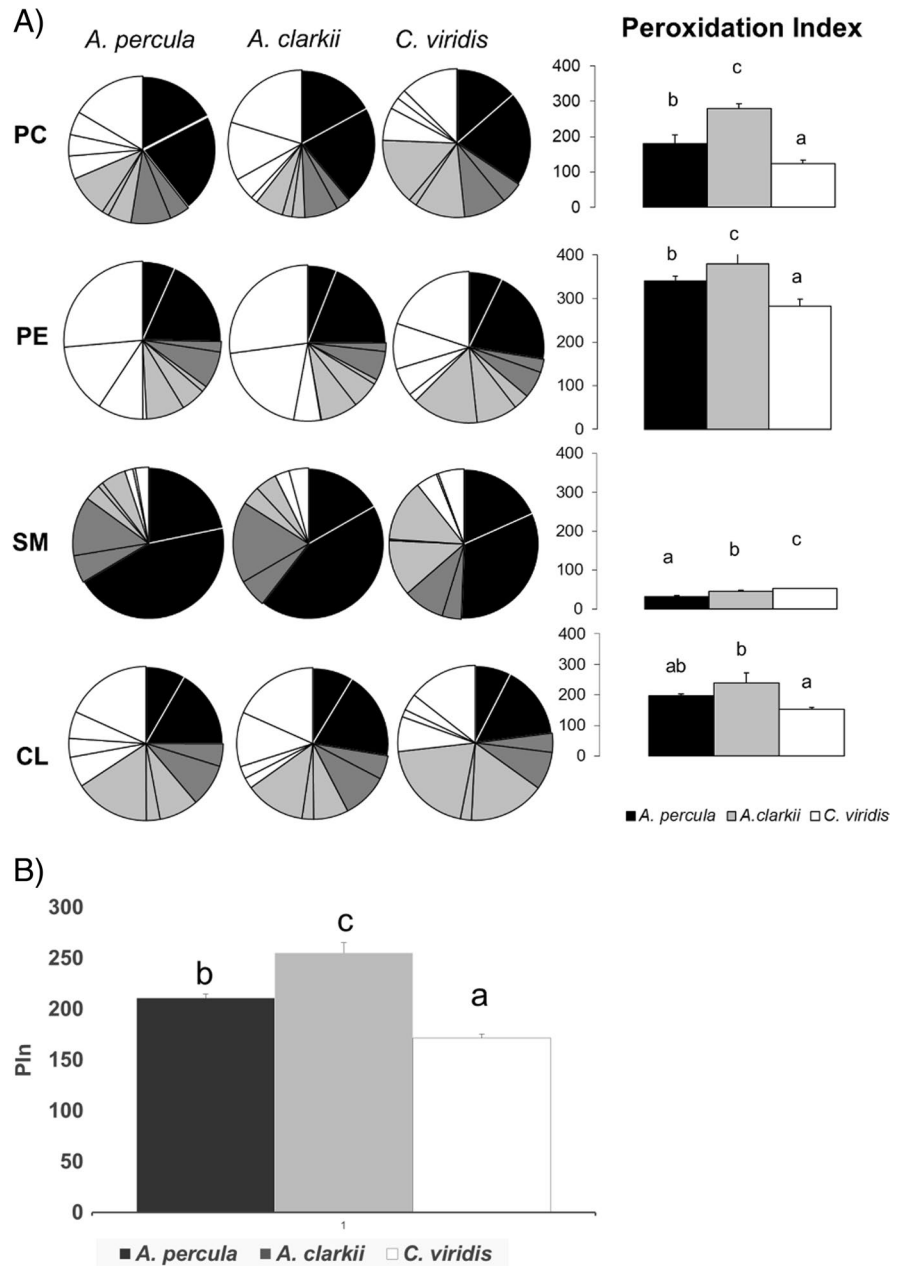 A)
A. percula
A. clarkii
C. viridis
Peroxidation Index
PC
400
300
200
100
0
b
c
a
PE
400
300
200
100
0
b
c
a
SM
400
300
200
100
0
a
b
c
CL
400
300
200
100
0
ab
b
a
A. percula A.clarkii C. viridis
B)
PIn
300
250
200
150
100
50
0
b
c
a
1
A. percula A. clarkii C. viridis